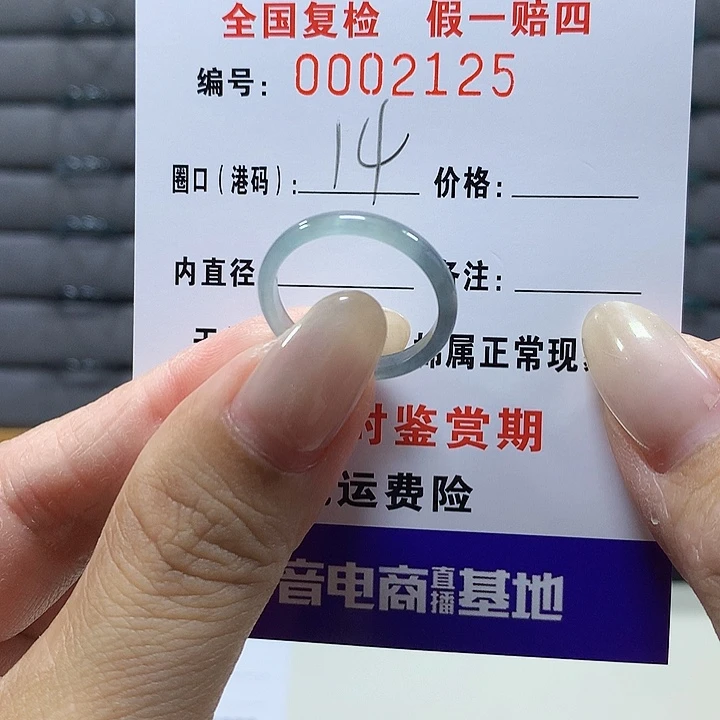 全国复检 假一赔四
编号: 0002125
圈口(港码): 14 价格:
内直径 注:
属正常现
时鉴赏期
运费险
音电商直播基地